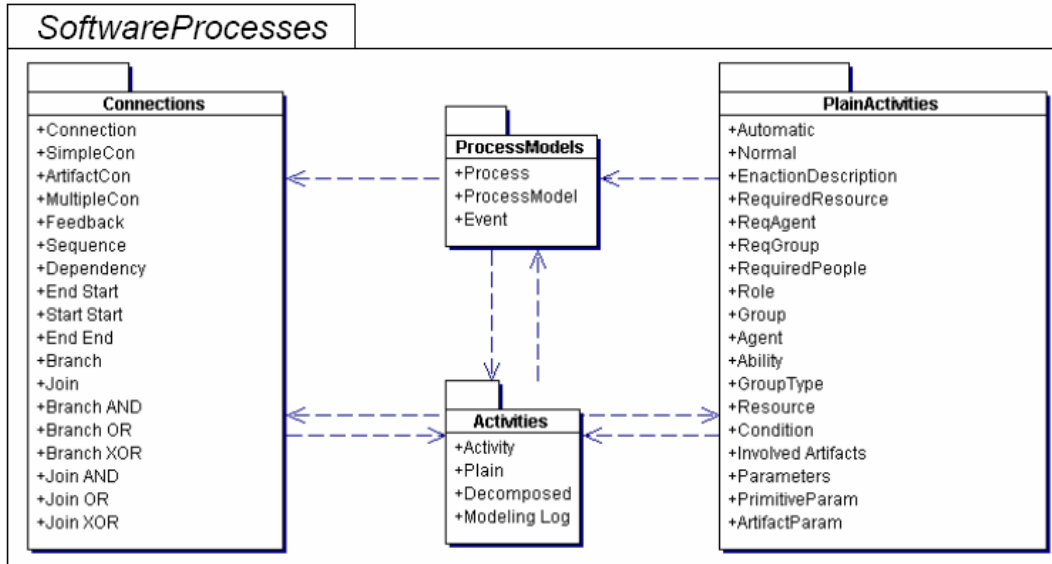 SoftwareProcesses
Connections
+Connection
+SimpleCon
+ArtifactCon
+MultipleCon
+Feedback
+Sequence
+Dependency
+End Start
+Start Start
+End End
+Branch
+Join
+Branch AND
+Branch OR
+Branch XOR
+Join AND
+Join OR
+Join XOR
ProcessModels
+Process
+ProcessModel
+Event
Activities
+Activity
+Plain
+Decomposed
+Modeling Log
PlainActivities
+Automatic
+Normal
+EnactionDescription
+RequiredResource
+ReqAgent
+ReqGroup
+RequiredPeople
+Role
+Group
+Agent
+Ability
+GroupType
+Resource
+Condition
+Involved Artifacts
+Parameters
+PrimitiveParam
+ArtifactParam